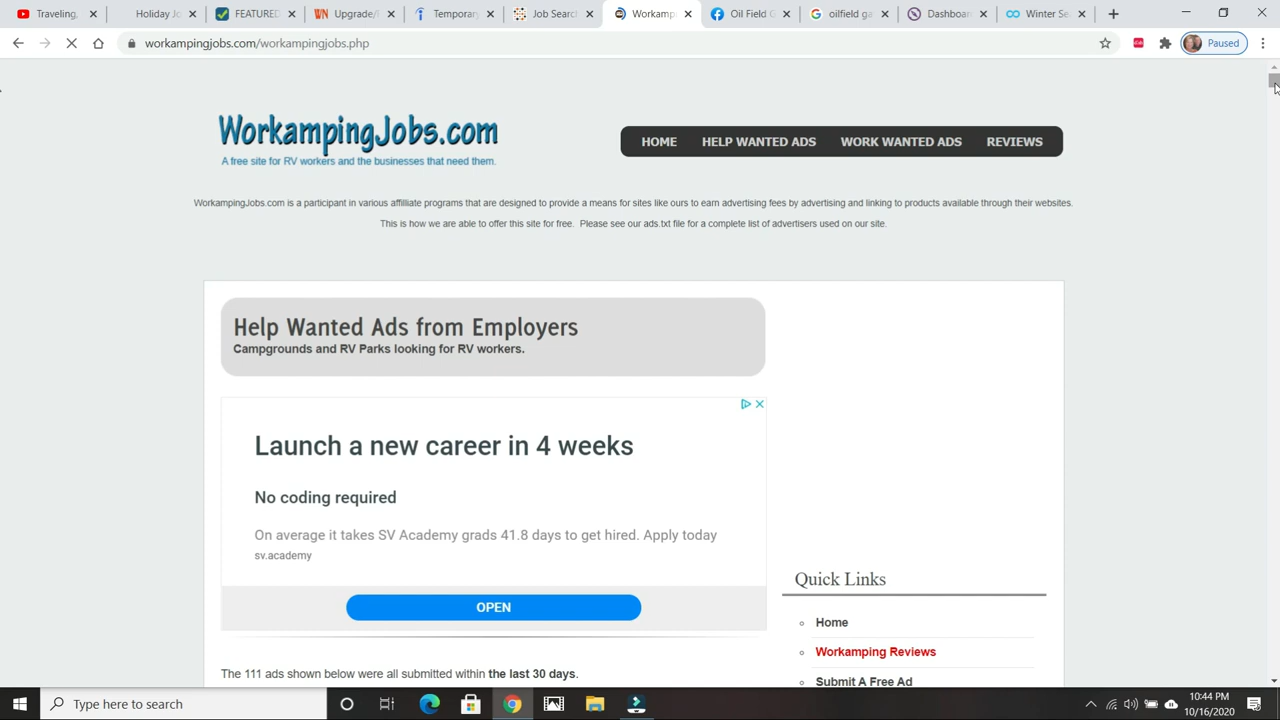 Traveling,
Holiday Jo
FEATURED
Upgrade/
Temporary
Job Searc
Workampi
Oil Field G
oilfield ga
Dashboar
Winter Sea
workampingjobs.com/workampingjobs.php
Paused
WorkampingJobs.com
A free site for RV workers and the businesses that need them.
HOME HELP WANTED ADS WORK WANTED ADS REVIEWS
WorkampingJobs.com is a participant in various affilliate programs that are designed to provide a means for sites like ours to earn advertising fees by advertising and linking to products available through their websites.
This is how we are able to offer this site for free. Please see our ads.txt file for a complete list of advertisers used on our site.
Help Wanted Ads from Employers
Campgrounds and RV Parks looking for RV workers.
Launch a new career in 4 weeks
No coding required
On average it takes SV Academy grads 41.8 days to get hired. Apply today
sv.academy
OPEN
The 111 ads shown below were all submitted within the last 30 days.
Quick Links
Home
Workamping Reviews
Submit A Free Ad
Type here to search
10:44 PM
10/16/2020